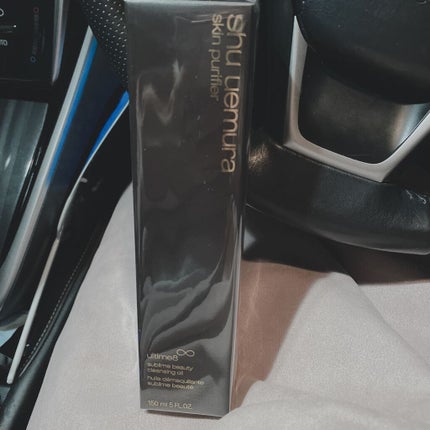 shu uemura
skin purifier
ultime8
sublime beauty
cleansing oil
huile démaquillante
sublime beauté
150 ml 5 FL.OZ